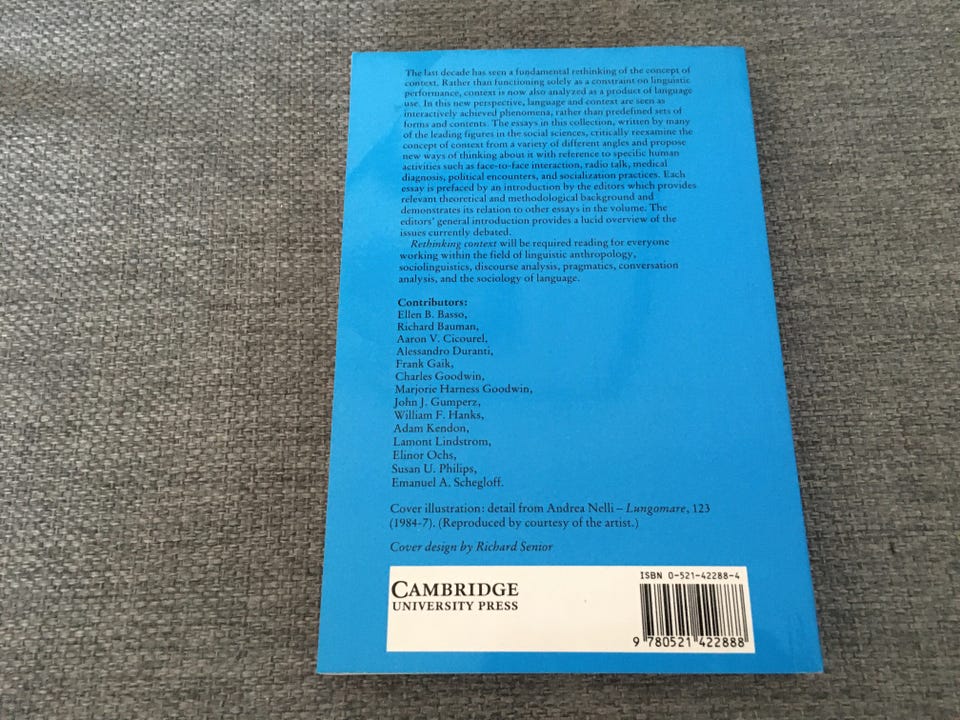 The last decade has seen a fundamental rethinking of the concept of
context. Rather than functioning solely as a constraint on linguistic
performance, context is now also analyzed as a product of language
use. In this new perspective, language and context are seen as
interactively achieved phenomena, rather than predefined sets of
forms and contents. The essays in this collection, written by many
of the leading figures in the social sciences, critically reexamine the
concept of context from a variety of different angles and propose
new ways of thinking about it with reference to specific human
activities such as face-to-face interaction, radio talk, medical
diagnosis, political encounters, and socialization practices. Each
essay is prefaced by an introduction by the editors which provides
relevant theoretical and methodological background and
demonstrates its relation to other essays in the volume. The
editors' general introduction provides a lucid overview of the
issues currently debated.
Rethinking context will be required reading for everyone
working within the field of linguistic anthropology,
sociolinguistics, discourse analysis, pragmatics, conversation
analysis, and the sociology of language.
Contributors:
Ellen B. Basso,
Richard Bauman,
Aaron V. Cicourel,
Alessandro Duranti,
Frank Gaik,
Charles Goodwin,
Marjorie Harness Goodwin,
John J. Gumperz,
William F. Hanks,
Adam Kendon,
Lamont Lindstrom,
Elinor Ochs,
Susan U. Philips,
Emanuel A. Schegloff.
Cover illustration: detail from Andrea Nelli – Lungomare, 123
(1984-7). (Reproduced by courtesy of the artist.)
Cover design by Richard Senior
CAMBRIDGE
UNIVERSITY PRESS
ISBN 0-521-42288-4
9 780521 422888